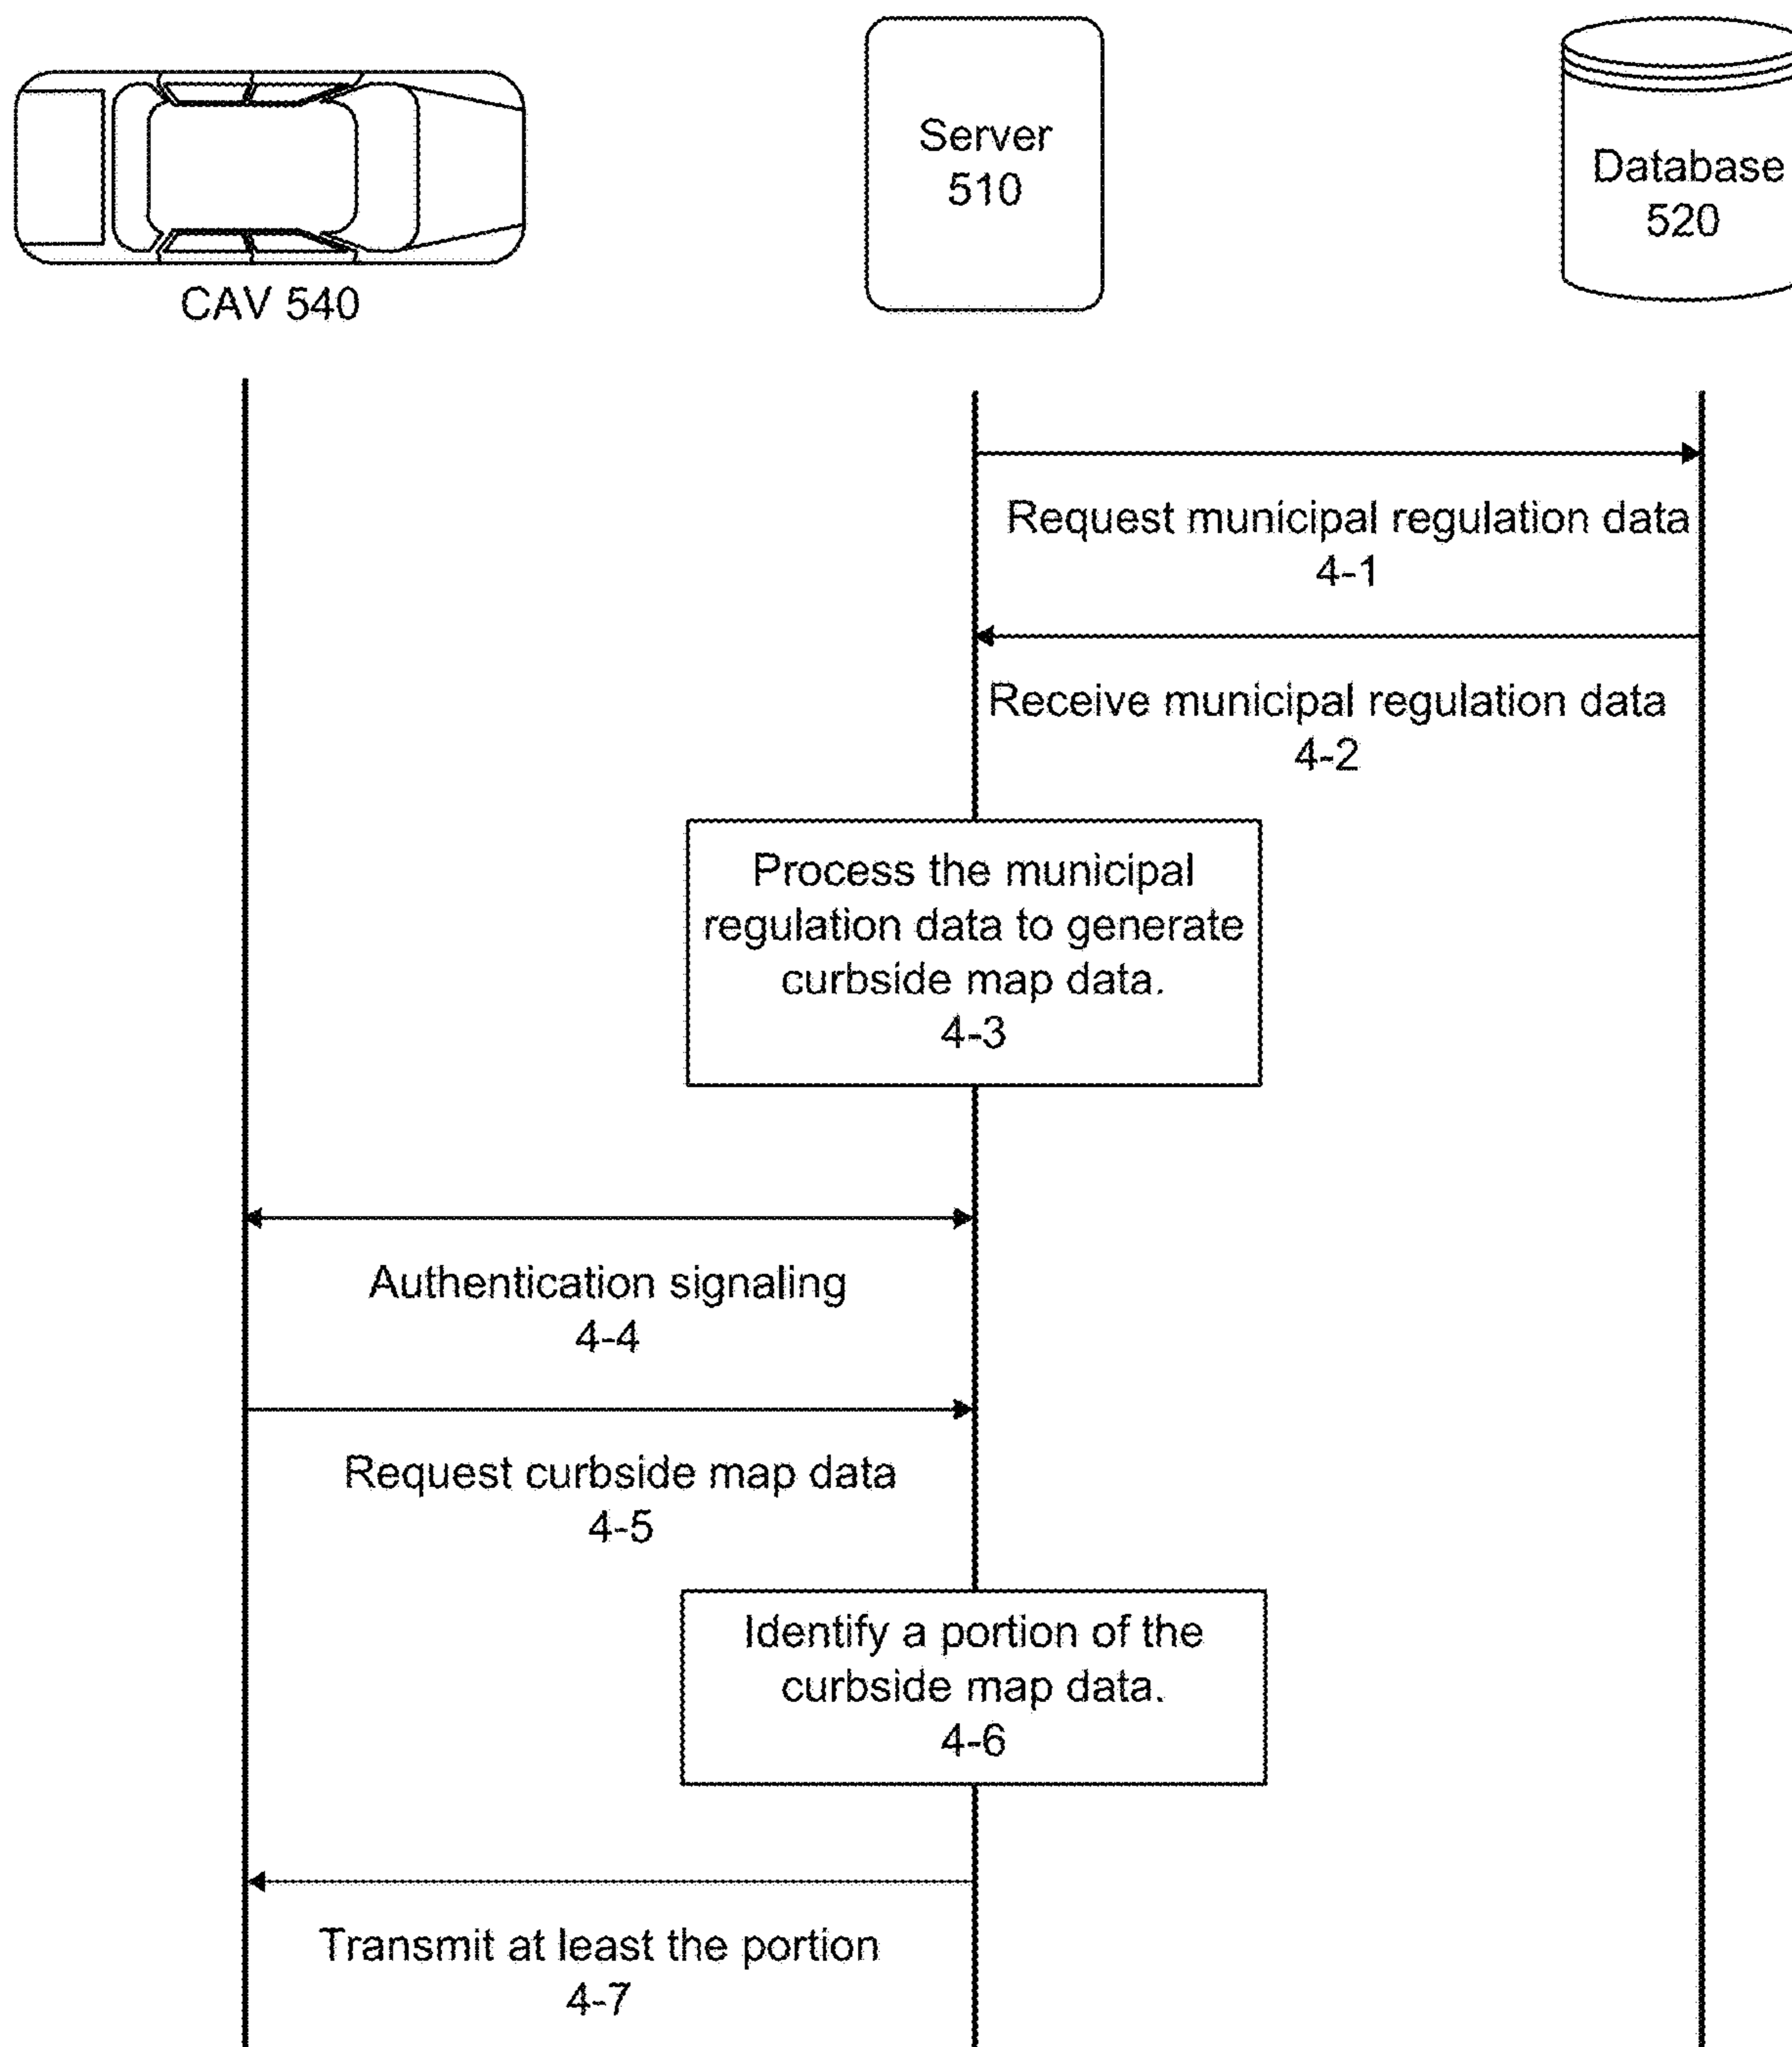 Server
510
Database
520
CAV 540
Request municipal regulation data
4-1
Receive municipal regulation data
4-2
Process the municipal
regulation data to generate
curbside map data.
4-3
Authentication signaling
4-4
Request curbside map data
4-5
Identify a portion of the
curbside map data.
4-6
Transmit at least the portion
4-7